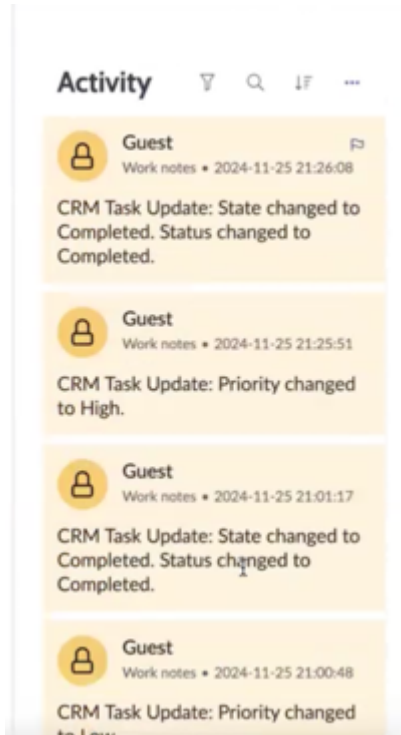 Activity
Guest
Work notes • 2024-11-25 21:26:08
CRM Task Update: State changed to
Completed. Status changed to
Completed.
Guest
Work notes • 2024-11-25 21:25:51
CRM Task Update: Priority changed
to High.
Guest
Work notes • 2024-11-25 21:01:17
CRM Task Update: State changed to
Completed. Status changed to
Completed.
Guest
Work notes • 2024-11-25 21:00:48
CRM Task Update: Priority changed
to Low